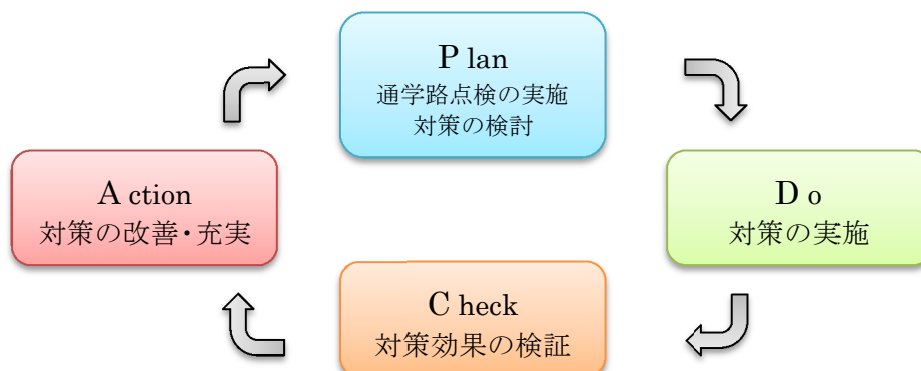 P lan
通学路点検の実施
対策の検討
D o
対策の実施
C heck
対策効果の検証
A ction
対策の改善・充実